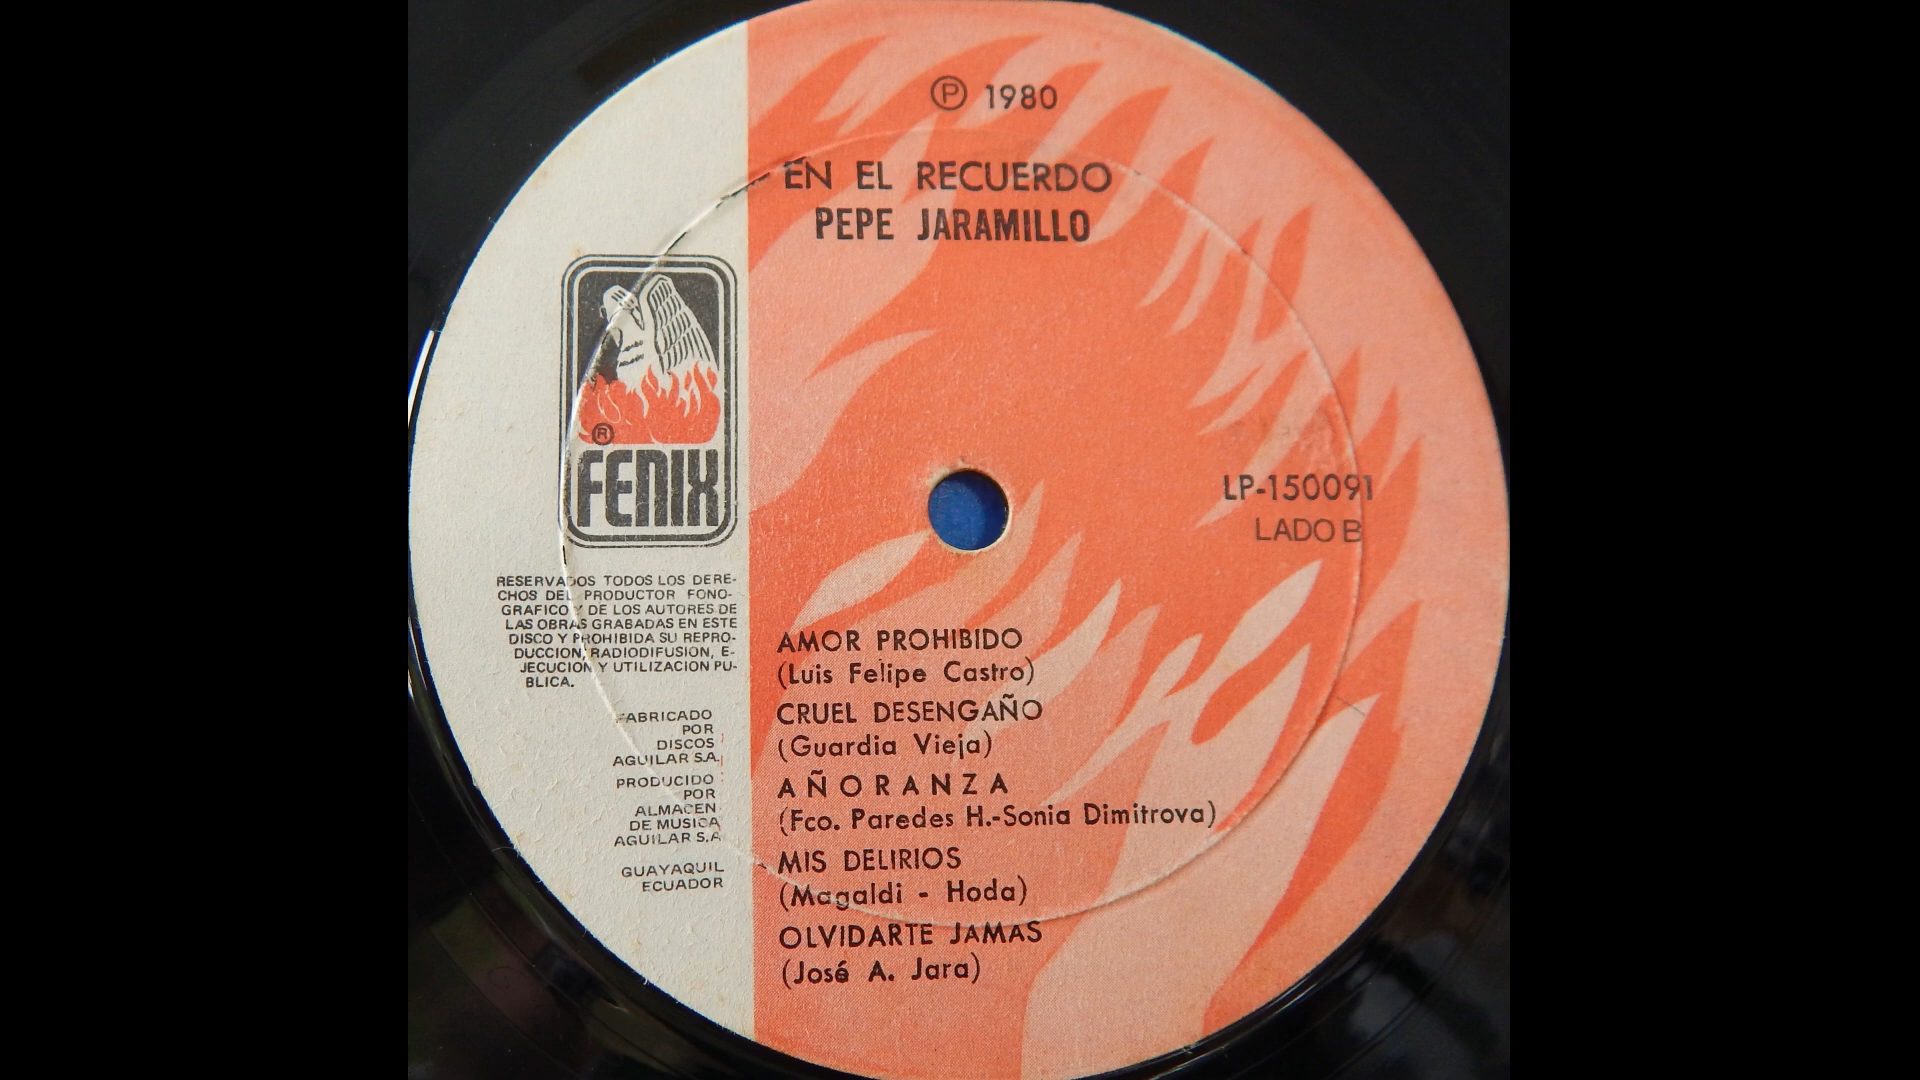 Ⓟ 1980
EN EL RECUERDO
PEPE JARAMILLO
®
FENIX
LP-150091
LADO B
RESERVADOS TODOS LOS DERE-
CHOS DEL PRODUCTOR FONO-
GRAFICO Y DE LOS AUTORES DE
LAS OBRAS GRABADAS EN ESTE
DISCO Y PROHIBIDA SU REPRO-
DUCCION, RADIODIFUSION, E-
JECUCION Y UTILIZACION PU-
BLICA.
FABRICADO
POR
DISCOS
AGUILAR S.A.
PRODUCIDO
POR
ALMACEN
DE MUSICA
AGUILAR S.A.
GUAYAQUIL
ECUADOR
AMOR PROHIBIDO
(Luis Felipe Castro)
CRUEL DESENGAÑO
(Guardia Vieja)
AÑORANZA
(Fco. Paredes H.-Sonia Dimitrova)
MIS DELIRIOS
(Magaldi - Hoda)
OLVIDARTE JAMAS
(José A. Jara)